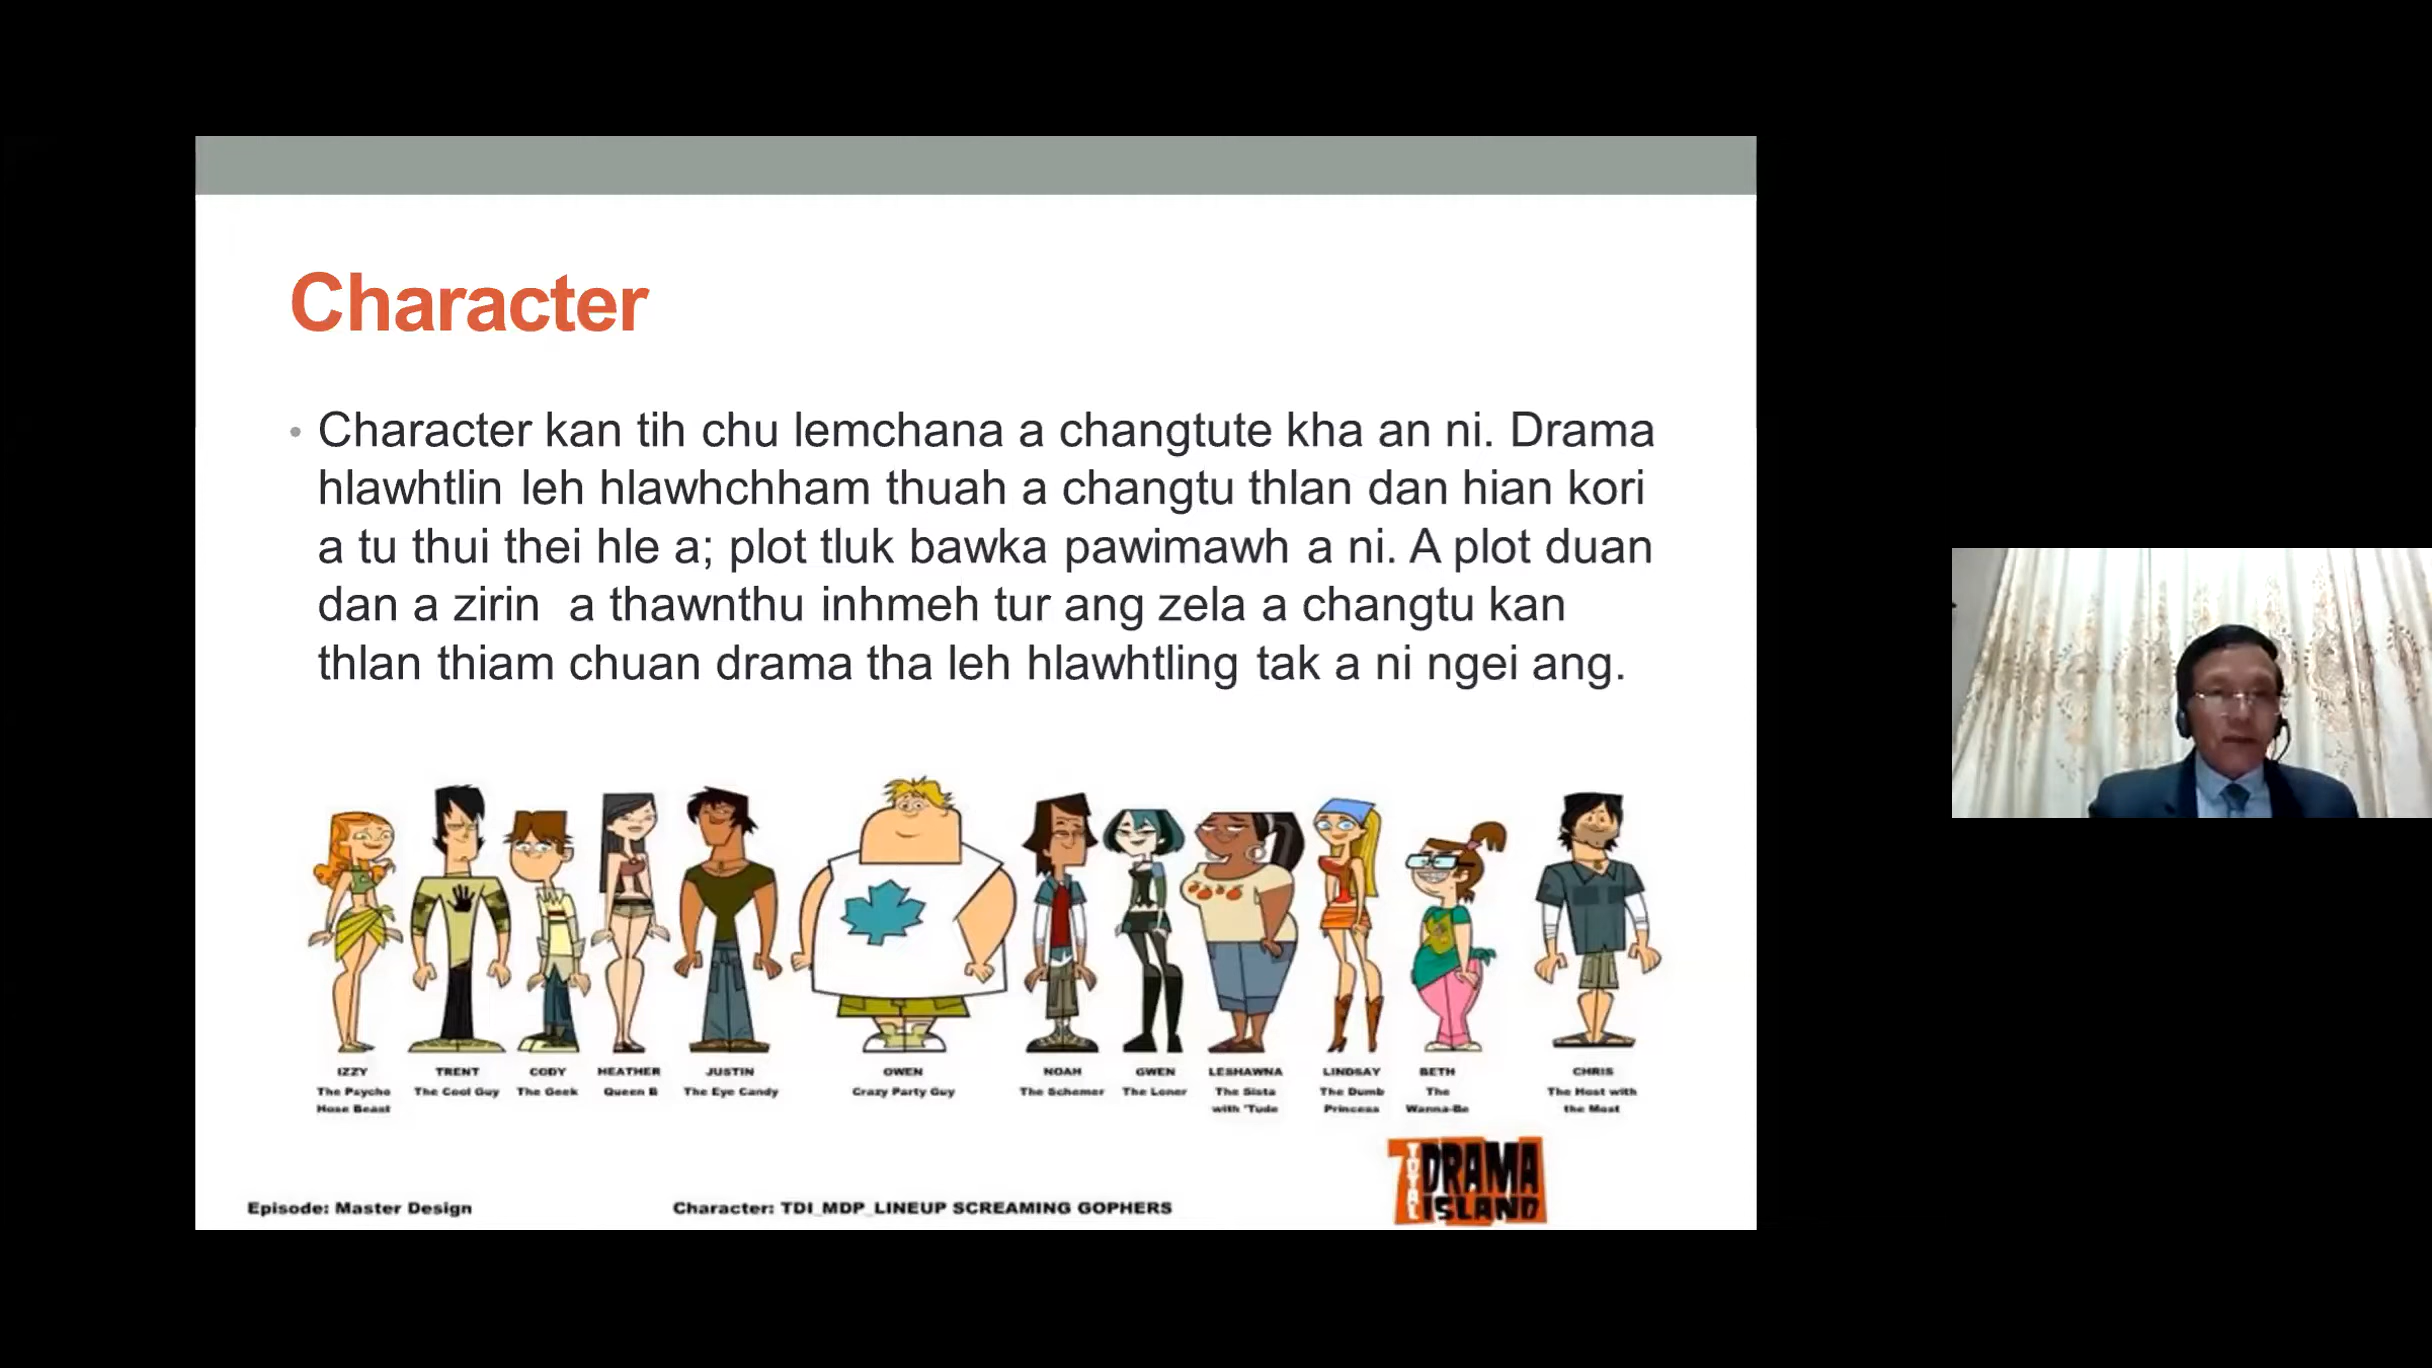 Character
• Character kan tih chu lemchana a changtute kha an ni. Drama
hlawhtlin leh hlawhchham thuah a changtu thlan dan hian kori
a tu thui thei hle a; plot tluk bawka pawimawh a ni. A plot duan
dan a zirin  a thawnthu inhmeh tur ang zela a changtu kan
thlan thiam chuan drama tha leh hlawhtling tak a ni ngei ang.
IZZY TRENT CODY HEATHER JUSTIN OWEN NOAH GWEN LESHAWNA LINDSAY BETH CHRIS
The Psycho The Cool Guy The Geek Queen B The Eye Candy Crazy Party Guy The Schemer The Loner The Sista The Dumb The The Host with
Hose Beast with 'Tude Princess Wanna-Be the Most
TOTAL
DRAMA
ISLAND
Episode: Master Design Character: TDI_MDP_LINEUP SCREAMING GOPHERS